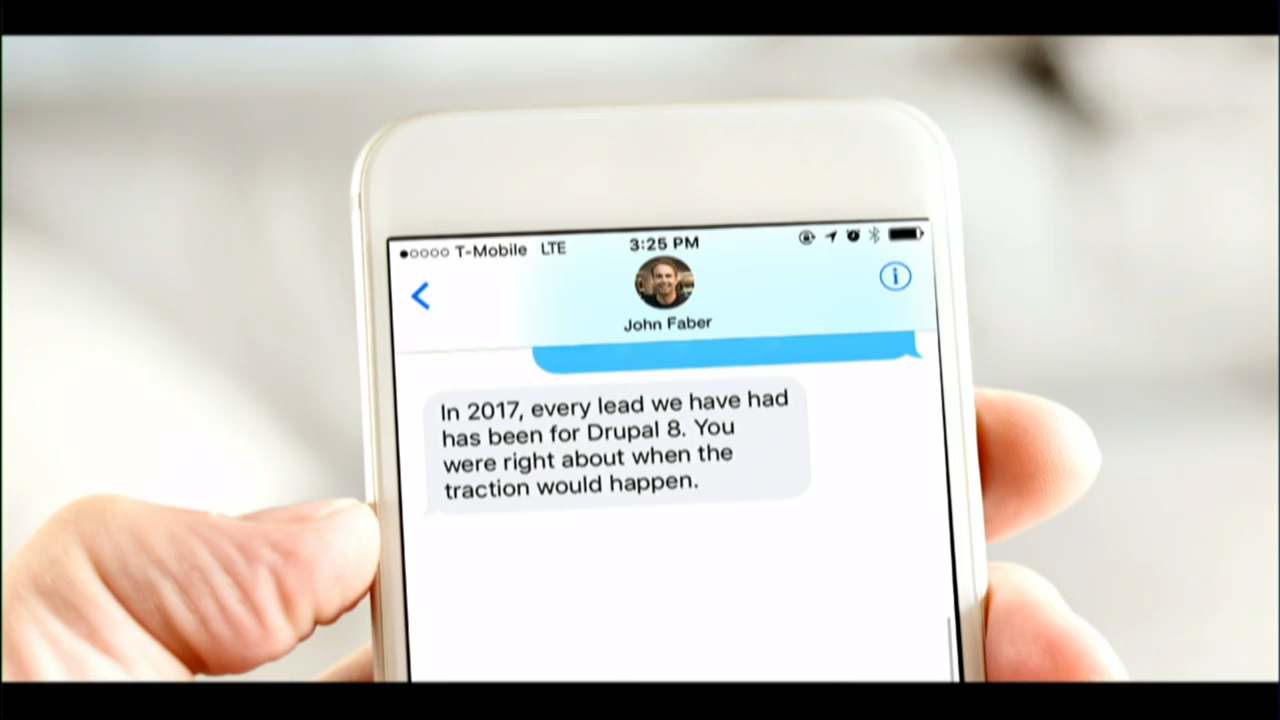 T-Mobile LTE 3:25 PM
John Faber
In 2017, every lead we have had
has been for Drupal 8. You
were right about when the
traction would happen.